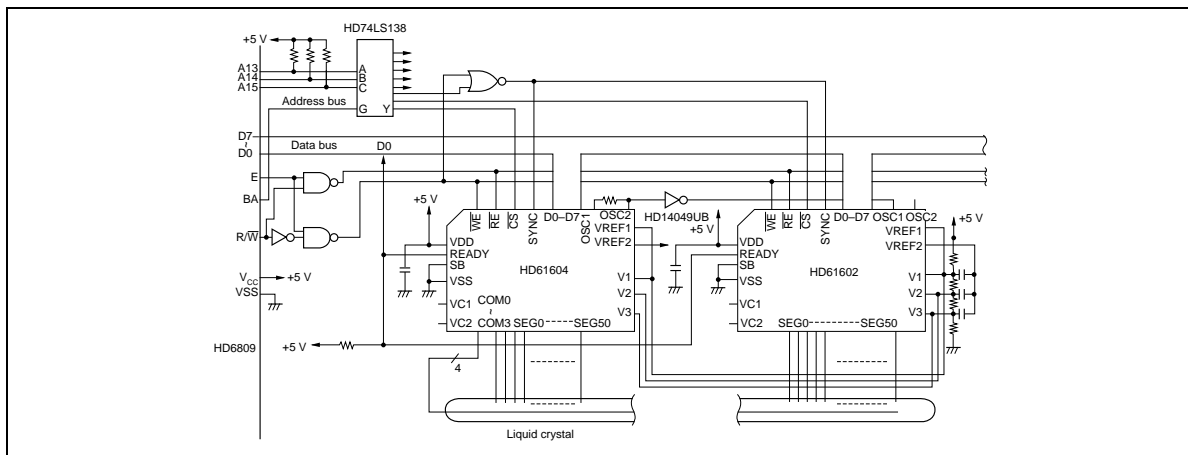 HD74LS138
+5 V
A13
A14
A15
A
B
C
Address bus
G Y
D7
~
D0
Data bus
D0
E
BA
R/W
VCC
+5 V
VSS
HD6809
+5 V
+5 V
WE
RE
CS
SYNC
D0–D7
OSC1
OSC2
VDD
READY
SB
VSS
VC1
VC2
HD61604
COM0
~
COM3
SEG0
SEG50
VREF1
VREF2
V1
V2
V3
4
HD14049UB
+5 V
WE
RE
CS
SYNC
D0–D7
OSC1
OSC2
VDD
READY
SB
VSS
VC1
VC2
HD61602
SEG0
SEG50
VREF1
VREF2
V1
V2
V3
+5 V
Liquid crystal